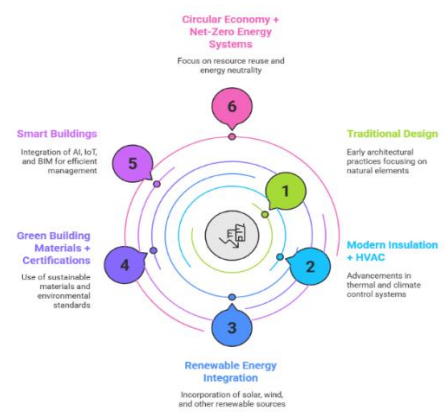 Circular Economy +
Net-Zero Energy
Systems
Focus on resource reuse and
energy neutrality
6
Smart Buildings
Integration of AI, IoT,
and BIM for efficient
management
5
Traditional Design
Early architectural
practices focusing on
natural elements
1
Green Building
Materials +
Certifications
Use of sustainable
materials and
environmental
standards
4
Modern Insulation
+ HVAC
Advancements in
thermal and climate
control systems
2
3
Renewable Energy
Integration
Incorporation of solar, wind,
and other renewable sources